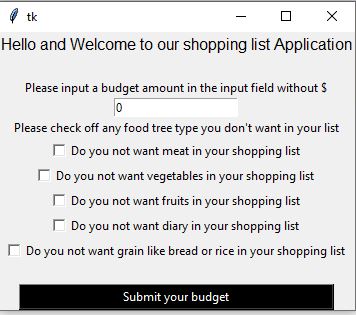 tk
Hello and Welcome to our shopping list Application
Please input a budget amount in the input field without $
0
Please check off any food tree type you don't want in your list
Do you not want meat in your shopping list
Do you not want vegetables in your shopping list
Do you not want fruits in your shopping list
Do you not want diary in your shopping list
Do you not want grain like bread or rice in your shopping list
Submit your budget